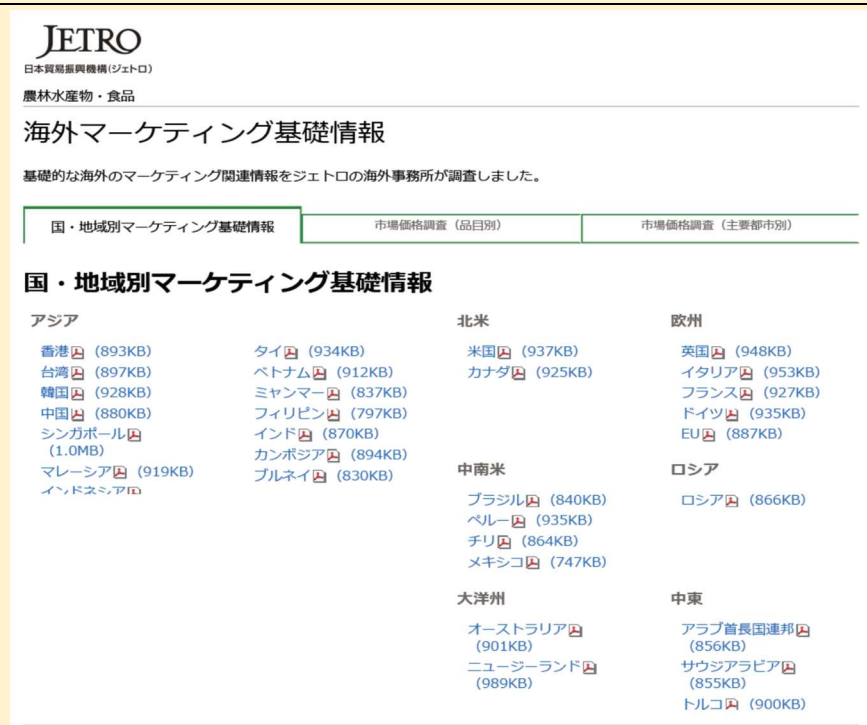 JETRO
日本貿易振興機構(ジェトロ)
農林水産物・食品
海外マーケティング基礎情報
基礎的な海外のマーケティング関連情報をジェトロの海外事務所が調査しました。
国・地域別マーケティング基礎情報
市場価格調査（品目別）
市場価格調査（主要都市別）
国・地域別マーケティング基礎情報
アジア
香港 (893KB)
台湾 (897KB)
韓国 (928KB)
中国 (880KB)
シンガポール
(1.0MB)
マレーシア (919KB)
インドネシア
タイ (934KB)
ベトナム (912KB)
ミャンマー (837KB)
フィリピン (797KB)
インド (870KB)
カンボジア (894KB)
ブルネイ (830KB)
北米
米国 (937KB)
カナダ (925KB)
欧州
英国 (948KB)
イタリア (953KB)
フランス (927KB)
ドイツ (935KB)
EU (887KB)
中南米
ブラジル (840KB)
ペルー (935KB)
チリ (864KB)
メキシコ (747KB)
ロシア
ロシア (866KB)
大洋州
オーストラリア
(901KB)
ニュージーランド
(989KB)
中東
アラブ首長国連邦
(856KB)
サウジアラビア
(855KB)
トルコ (900KB)